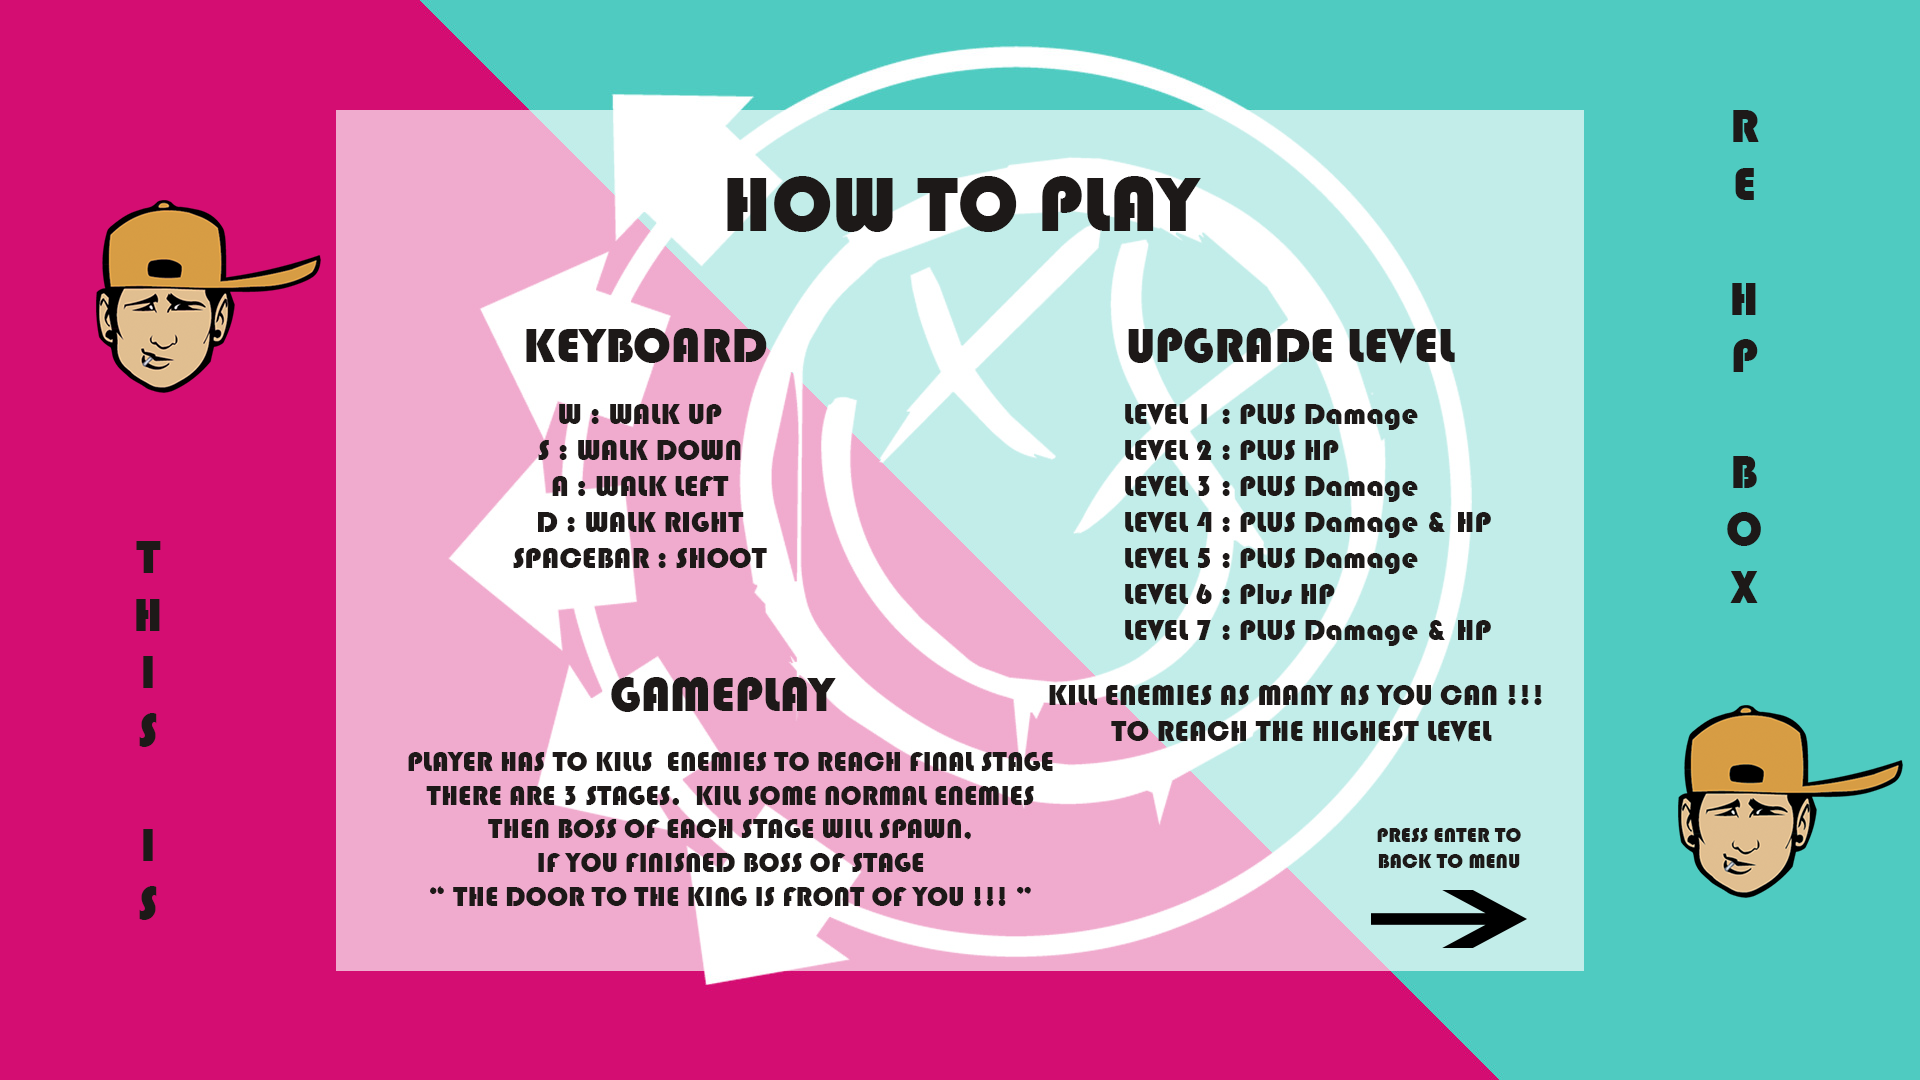 HOW TO PLAY
KEYBOARD
W : WALK UP
S : WALK DOWN
A : WALK LEFT
D : WALK RIGHT
SPACEBAR : SHOOT
UPGRADE LEVEL
LEVEL 1 : PLUS Damage
LEVEL 2 : PLUS HP
LEVEL 3 : PLUS Damage
LEVEL 4 : PLUS Damage & HP
LEVEL 5 : PLUS Damage
LEVEL 6 : Plus HP
LEVEL 7 : PLUS Damage & HP
KILL ENEMIES AS MANY AS YOU CAN !!!
TO REACH THE HIGHEST LEVEL
GAMEPLAY
PLAYER HAS TO KILLS  ENEMIES TO REACH FINAL STAGE
THERE ARE 3 STAGES.  KILL SOME NORMAL ENEMIES
THEN BOSS OF EACH STAGE WILL SPAWN.
IF YOU FINISNED BOSS OF STAGE
“ THE DOOR TO THE KING IS FRONT OF YOU !!! ”
PRESS ENTER TO
BACK TO MENU
THIS IS
RE HP BOX